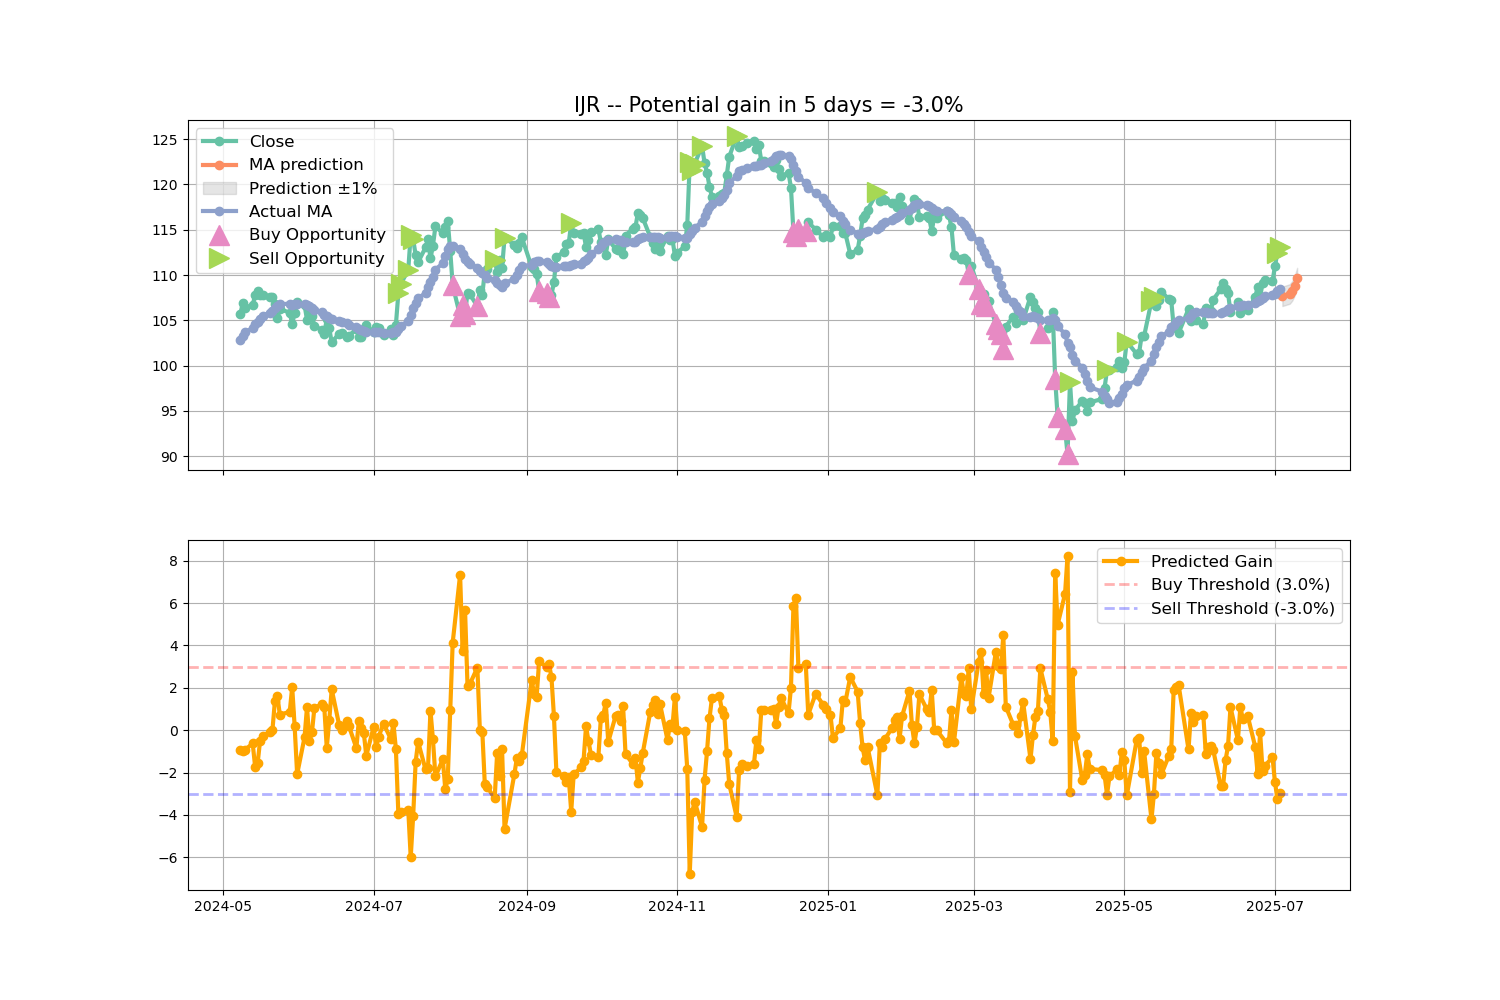 IJR -- Potential gain in 5 days = -3.0%
125
120
115
110
105
100
95
90
Close
MA prediction
Prediction ±1%
Actual MA
Buy Opportunity
Sell Opportunity
8
6
4
2
0
−2
−4
−6
Predicted Gain
Buy Threshold (3.0%)
Sell Threshold (-3.0%)
2024-05
2024-07
2024-09
2024-11
2025-01
2025-03
2025-05
2025-07